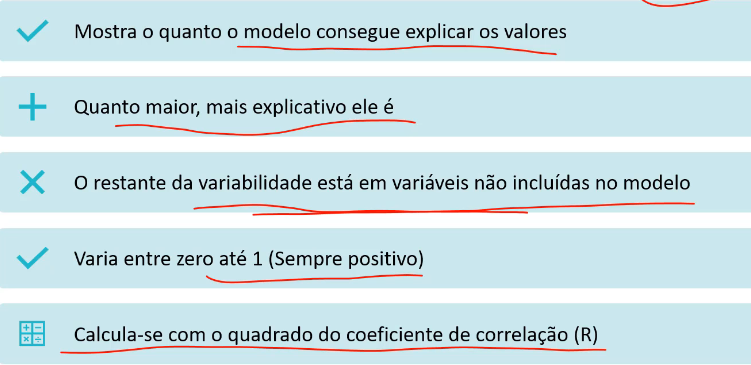 Mostra o quanto o modelo consegue explicar os valores
Quanto maior, mais explicativo ele é
O restante da variabilidade está em variáveis não incluídas no modelo
Varia entre zero até 1 (Sempre positivo)
Calcula-se com o quadrado do coeficiente de correlação (R)